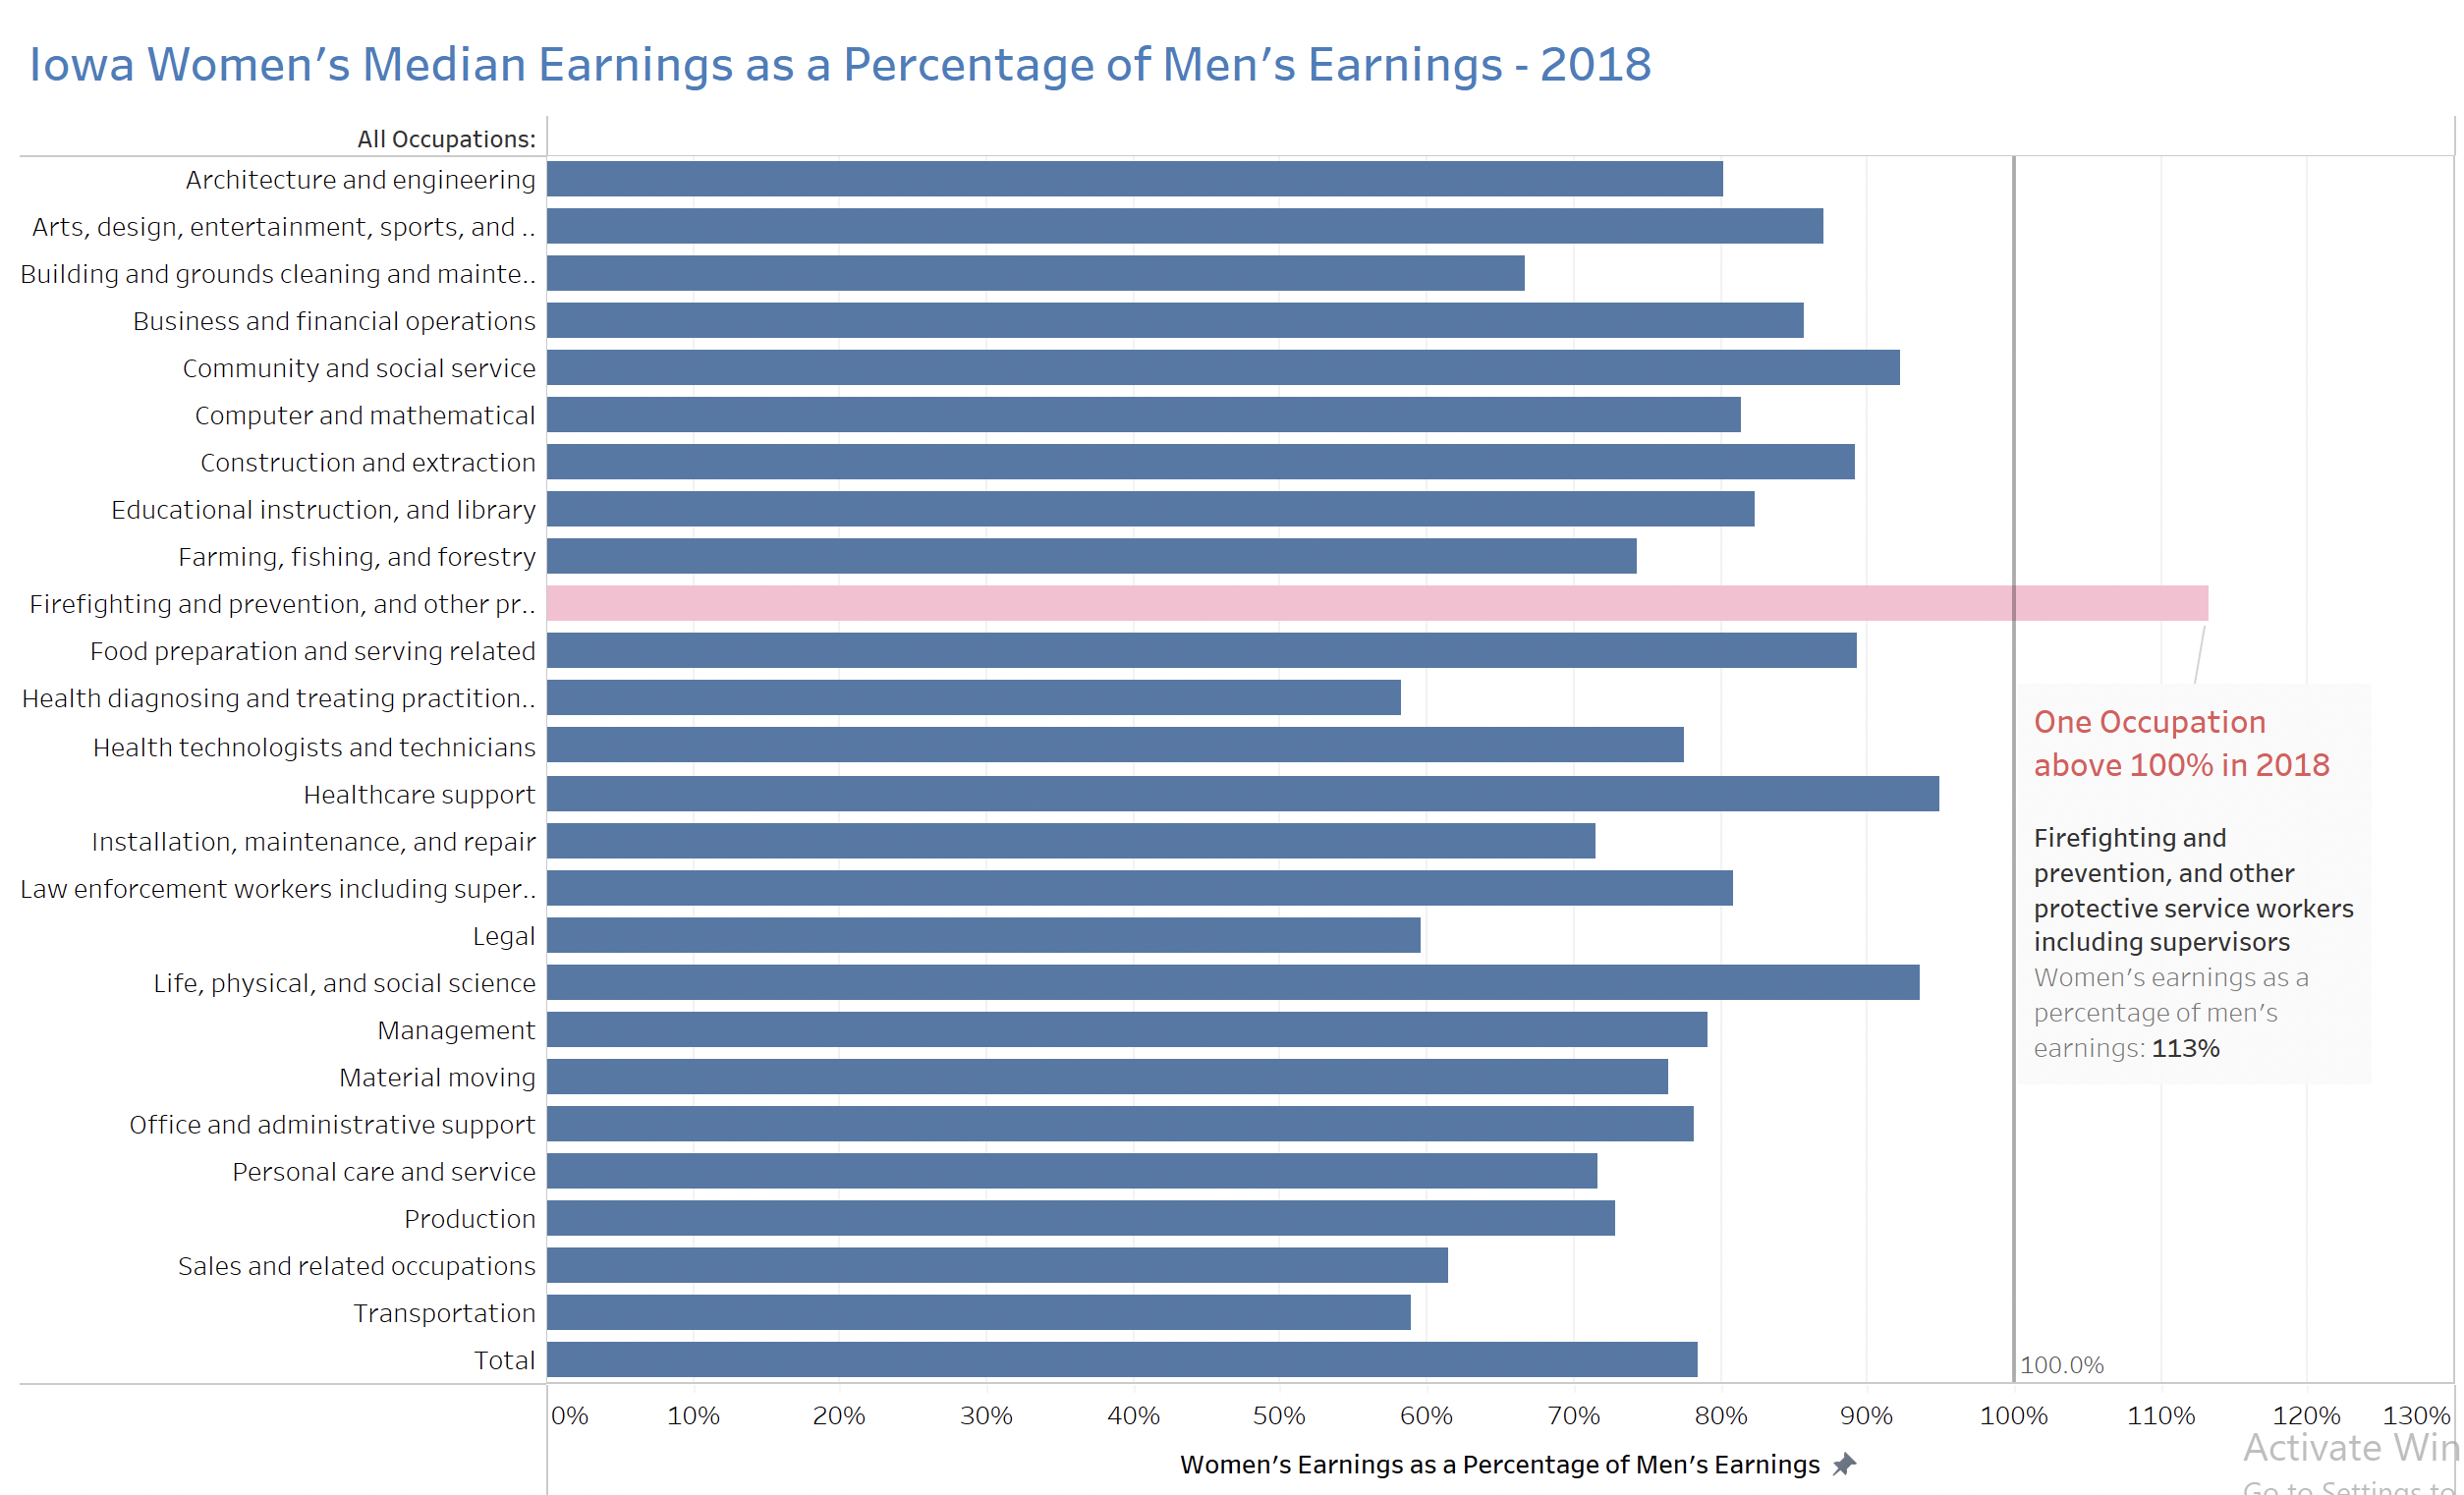 Iowa Women's Median Earnings as a Percentage of Men's Earnings - 2018
All Occupations:
Architecture and engineering
Arts, design, entertainment, sports, and ..
Building and grounds cleaning and mainte..
Business and financial operations
Community and social service
Computer and mathematical
Construction and extraction
Educational instruction, and library
Farming, fishing, and forestry
Firefighting and prevention, and other pr..
Food preparation and serving related
Health diagnosing and treating practition..
Health technologists and technicians
Healthcare support
Installation, maintenance, and repair
Law enforcement workers including super..
Legal
Life, physical, and social science
Management
Material moving
Office and administrative support
Personal care and service
Production
Sales and related occupations
Transportation
Total
One Occupation
above 100% in 2018
Firefighting and
prevention, and other
protective service workers
including supervisors
Women's earnings as a
percentage of men's
earnings: 113%
100.0%
0% 10% 20% 30% 40% 50% 60% 70% 80% 90% 100% 110% 120% 130%
Women's Earnings as a Percentage of Men's Earnings
Activate Win
Go to Settings to